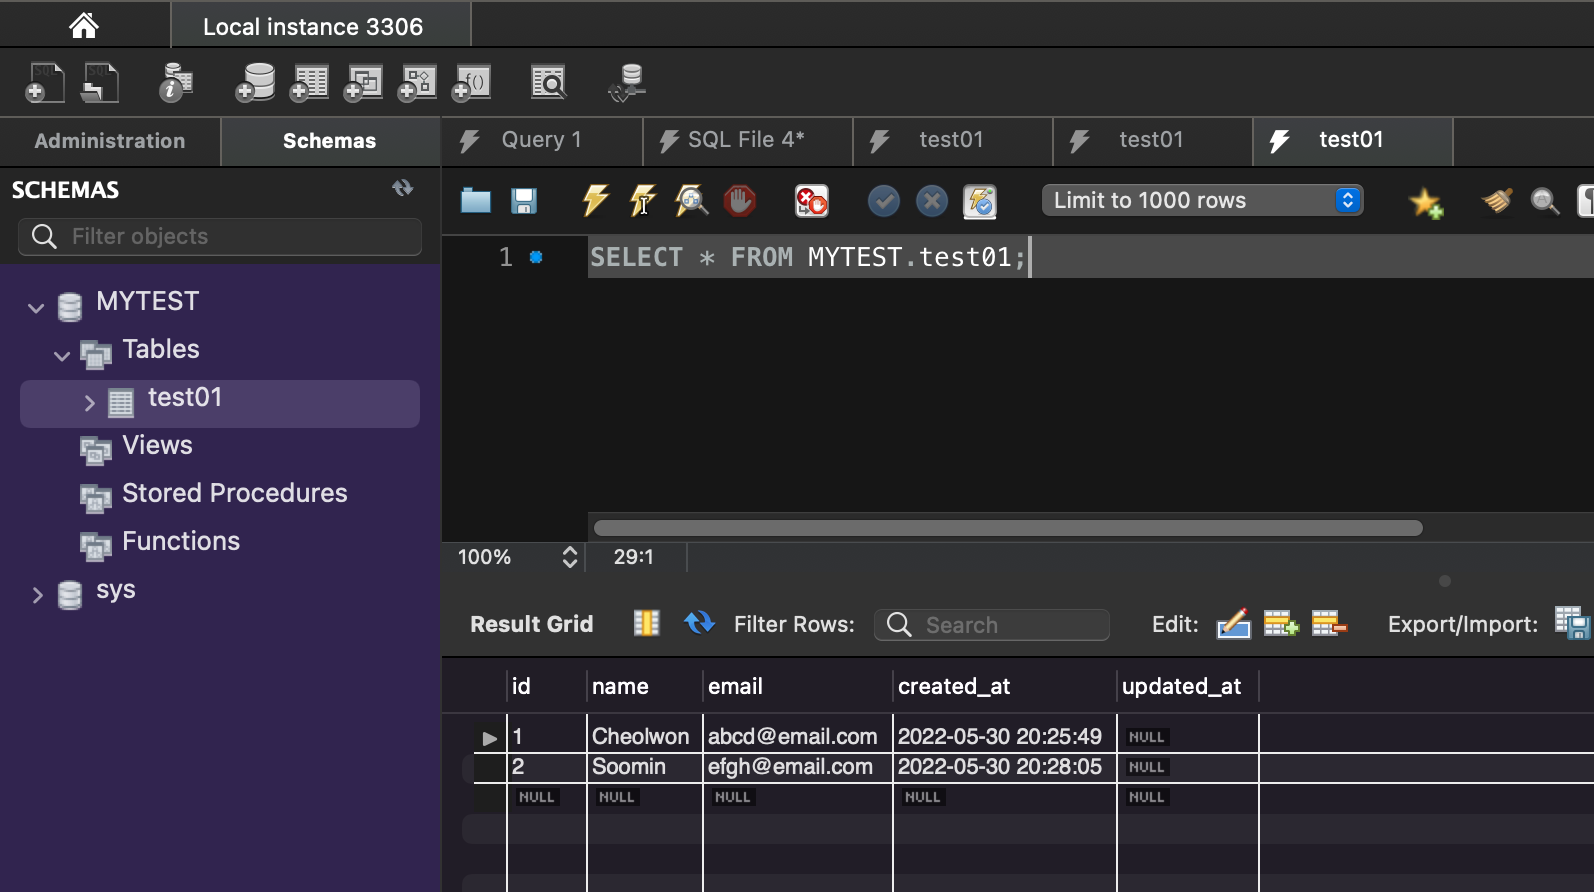 Local instance 3306
Administration
Schemas
Query 1
SQL File 4*
test01
test01
test01
SCHEMAS
Filter objects
Limit to 1000 rows
1
SELECT * FROM MYTEST.test01;
MYTEST
Tables
test01
Views
Stored Procedures
Functions
sys
100%
29:1
Result Grid
Filter Rows:
Search
Edit:
Export/Import:
id name email created_at updated_at
1 Cheolwon abcd@email.com 2022-05-30 20:25:49 NULL
2 Soomin efgh@email.com 2022-05-30 20:28:05 NULL
NULL NULL NULL NULL NULL